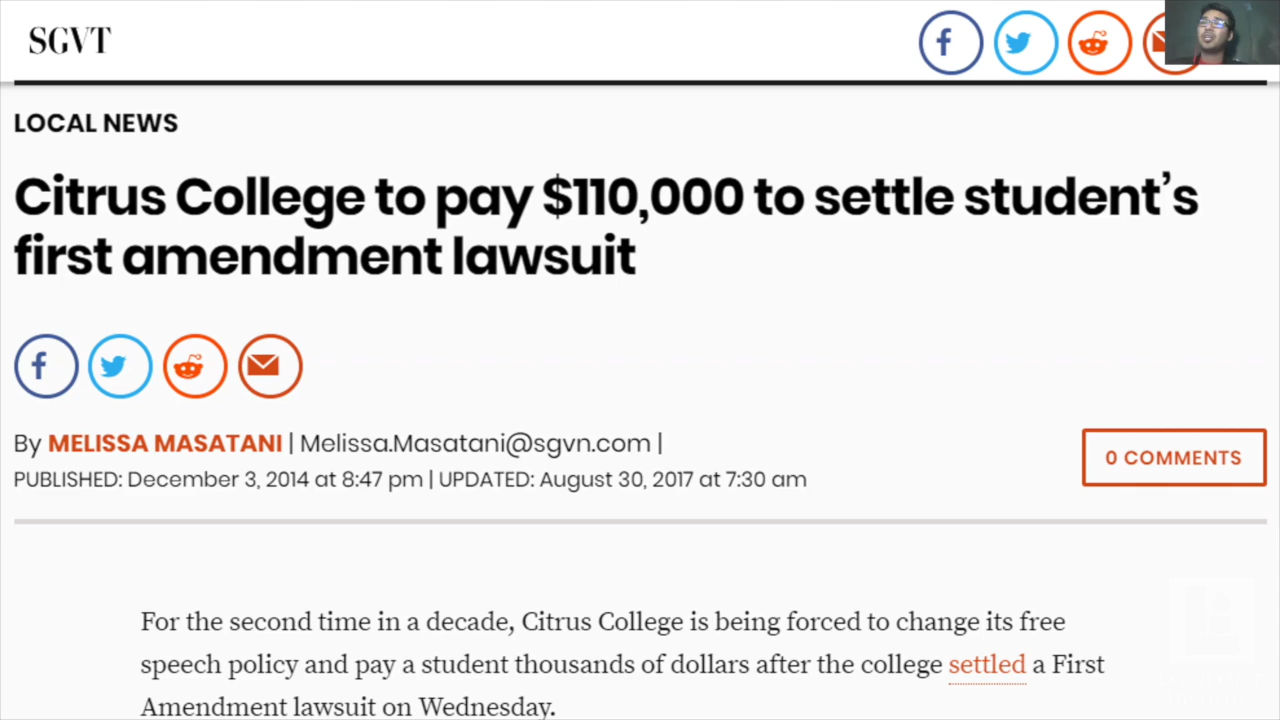 SGVT
LOCAL NEWS
Citrus College to pay $110,000 to settle student’s
first amendment lawsuit
By MELISSA MASATANI | Melissa.Masatani@sgvn.com |
PUBLISHED: December 3, 2014 at 8:47 pm | UPDATED: August 30, 2017 at 7:30 am
0 COMMENTS
For the second time in a decade, Citrus College is being forced to change its free
speech policy and pay a student thousands of dollars after the college settled a First
Amendment lawsuit on Wednesday.